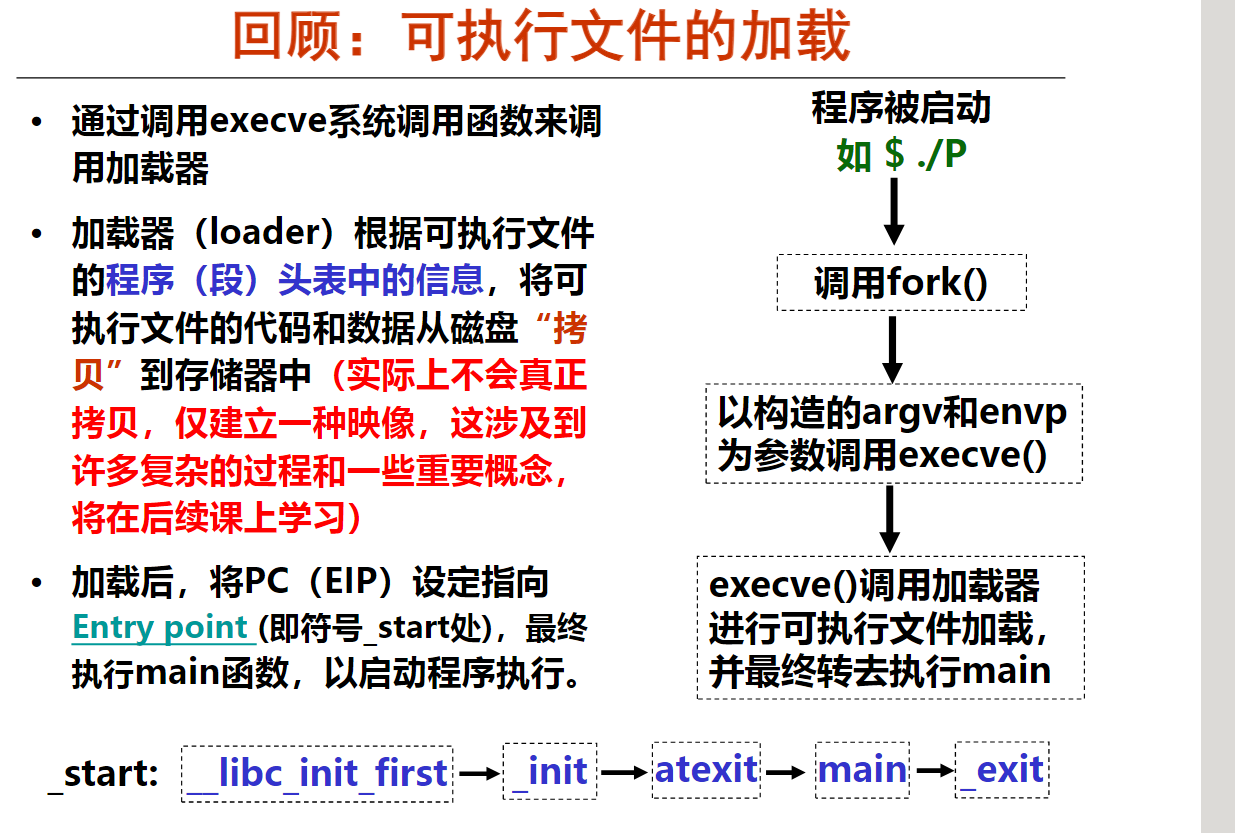 回顾：可执行文件的加载
• 通过调用execve系统调用函数来调
用加载器
• 加载器（loader）根据可执行文件
的程序（段）头表中的信息，将可
执行文件的代码和数据从磁盘“拷
贝”到存储器中（实际上不会真正
拷贝，仅建立一种映像，这涉及到
许多复杂的过程和一些重要概念，
将在后续课上学习）
• 加载后，将PC（EIP）设定指向
Entry point (即符号_start处)，最终
执行main函数，以启动程序执行。
程序被启动
如 $ ./P
调用fork()
以构造的argv和envp
为参数调用execve()
execve()调用加载器
进行可执行文件加载，
并最终转去执行main
_start: __libc_init_first _init atexit main _exit